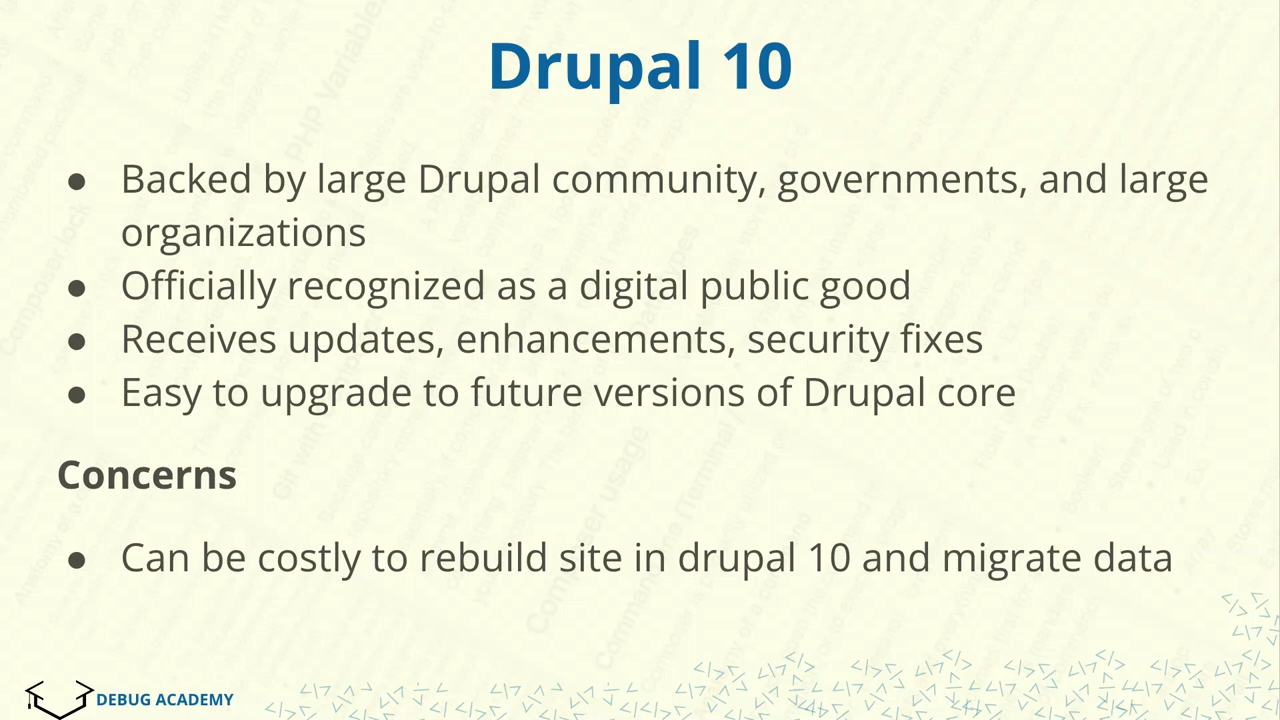 Drupal 10
● Backed by large Drupal community, governments, and large
organizations
● Officially recognized as a digital public good
● Receives updates, enhancements, security fixes
● Easy to upgrade to future versions of Drupal core
Concerns
● Can be costly to rebuild site in drupal 10 and migrate data
DEBUG ACADEMY